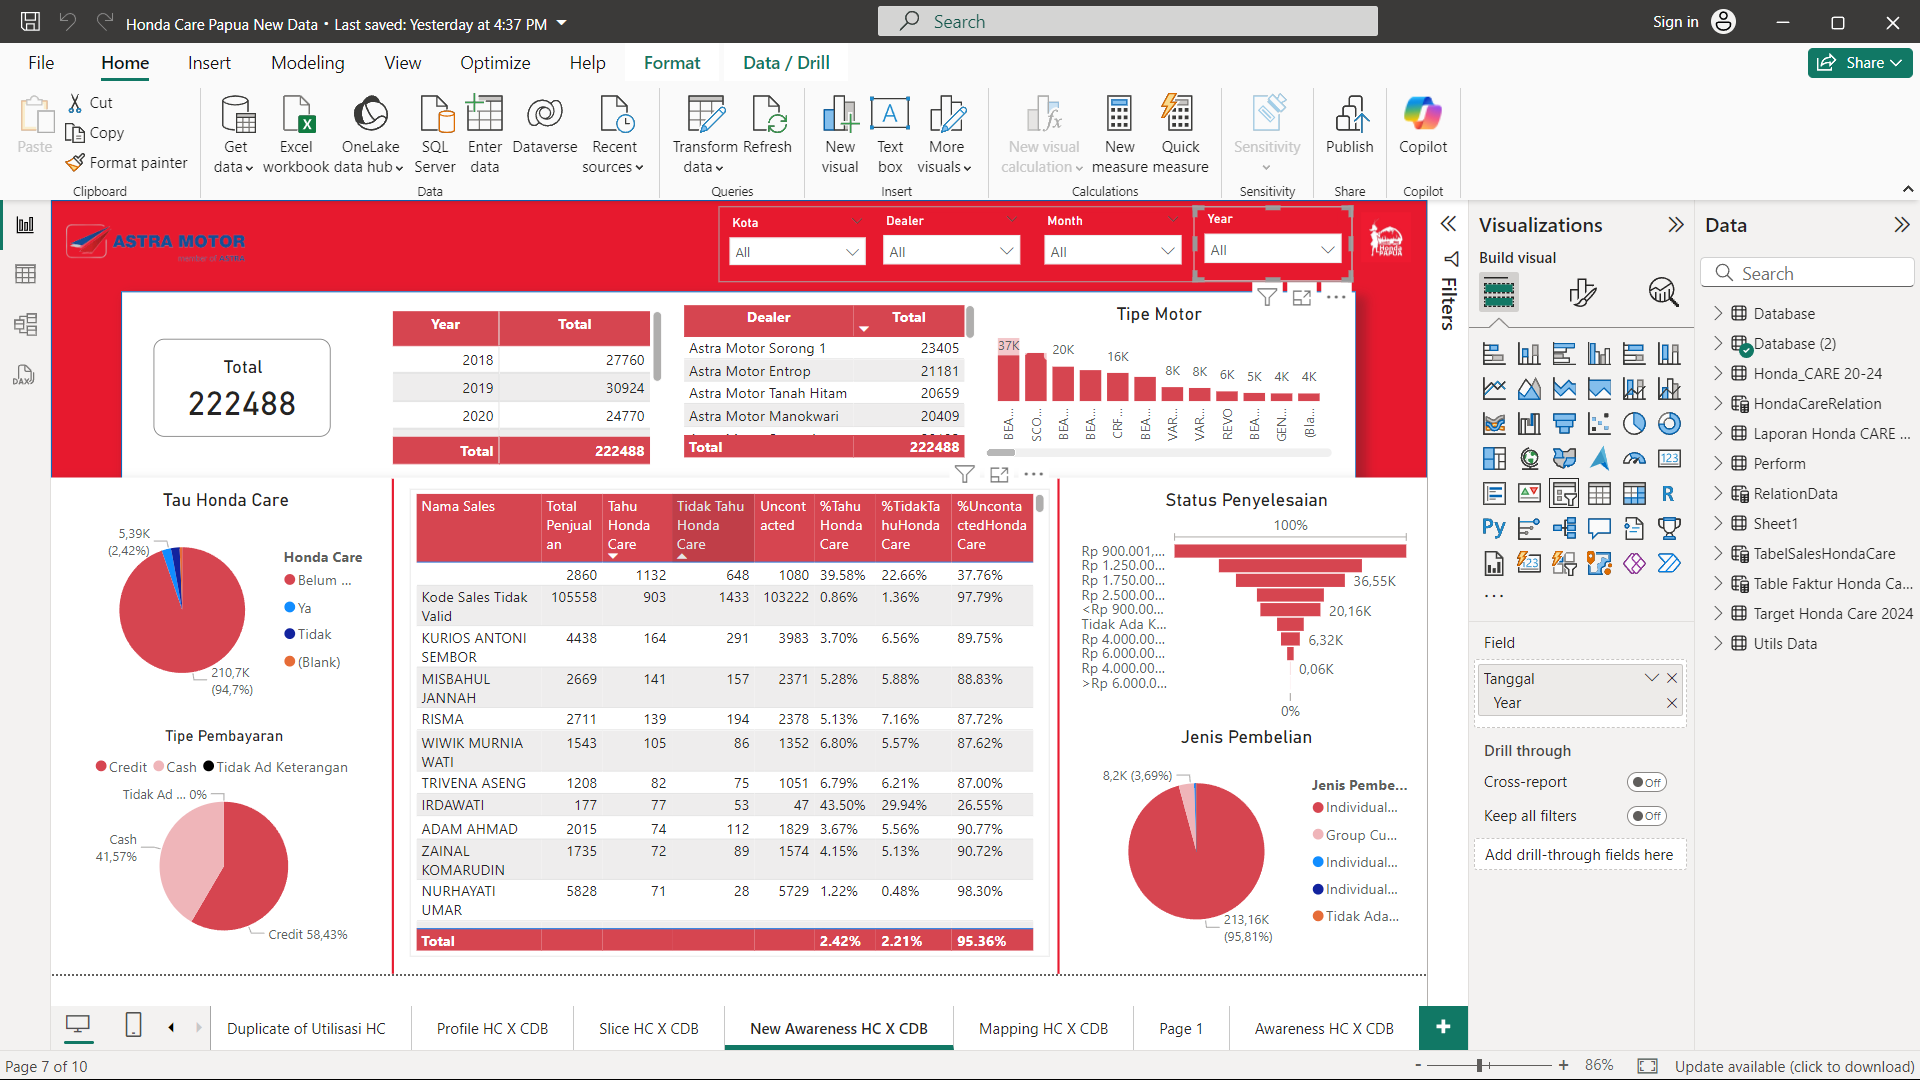 Honda Care Papua New Data • Last saved: Yesterday at 4:37 PM
Search
Sign in
File Home Insert Modeling View Optimize Help Format Data / Drill
Share
Paste
Cut
Copy
Format painter
Clipboard
Get data
Excel workbook
OneLake data hub
SQL Server
Enter data
Dataverse
Recent sources
Data
Transform data
Refresh
Queries
New visual
Text box
More visuals
Insert
New visual calculation
New measure
Quick measure
Calculations
Sensitivity
Sensitivity
Publish
Share
Copilot
Copilot
ASTRA MOTOR
member of ASTRA
Kota
All
Dealer
All
Month
All
Year
All
Honda
PAPUA
Total
222488
Year Total
2018 27760
2019 30924
2020 24770
Total 222488
Dealer Total
Astra Motor Sorong 1 23405
Astra Motor Entrop 21181
Astra Motor Tanah Hitam 20659
Astra Motor Manokwari 20409
Total 222488
Tipe Motor
37K 20K 16K 8K 8K 6K 5K 4K 4K
BEA... SCO... BEA... BEA... CRF... BEA... VAR... VAR... REVO BEA... GEN... (Bla...
Tau Honda Care
5,39K
(2,42%)
210,7K
(94,7%)
Honda Care
Belum ...
Ya
Tidak
(Blank)
Tipe Pembayaran
Credit Cash Tidak Ad Keterangan
Tidak Ad ... 0%
Cash
41,57%
Credit 58,43%
Nama Sales Total Penjualan Tahu Honda Care Tidak Tahu Honda Care Uncontacted %Tahu Honda Care %TidakTahuHonda Care %UncontactedHonda Care
2860 1132 648 1080 39.58% 22.66% 37.76%
Kode Sales Tidak Valid 105558 903 1433 103222 0.86% 1.36% 97.79%
KURIOS ANTONI SEMBOR 4438 164 291 3983 3.70% 6.56% 89.75%
MISBAHUL JANNAH 2669 141 157 2371 5.28% 5.88% 88.83%
RISMA 2711 139 194 2378 5.13% 7.16% 87.72%
WIWIK MURNIA WATI 1543 105 86 1352 6.80% 5.57% 87.62%
TRIVENA ASENG 1208 82 75 1051 6.79% 6.21% 87.00%
IRDAWATI 177 77 53 47 43.50% 29.94% 26.55%
ADAM AHMAD 2015 74 112 1829 3.67% 5.56% 90.77%
ZAINAL KOMARUDIN 1735 72 89 1574 4.15% 5.13% 90.72%
NURHAYATI UMAR 5828 71 28 5729 1.22% 0.48% 98.30%
Total 2.42% 2.21% 95.36%
Status Penyelesaian
100%
Rp 900.001,...
Rp 1.250.00...
Rp 1.750.00... 36,55K
Rp 2.500.00...
<Rp 900.00... 20,16K
Tidak Ada K...
Rp 4.000.00... 6,32K
Rp 6.000.00...
Rp 4.000.00... 0,06K
>Rp 6.000.0...
0%
Jenis Pembelian
8,2K (3,69%)
213,16K
(95,81%)
Jenis Pembe...
Individual...
Group Cu...
Individual...
Individual...
Tidak Ada...
Filters
Visualizations
Build visual
Field
Tanggal
Year
Drill through
Cross-report Off
Keep all filters Off
Add drill-through fields here
Data
Search
Database
Database (2)
Honda_CARE 20-24
HondaCareRelation
Laporan Honda CARE ...
Perform
RelationData
Sheet1
TabelSalesHondaCare
Table Faktur Honda Ca...
Target Honda Care 2024
Utils Data
Duplicate of Utilisasi HC
Profile HC X CDB
Slice HC X CDB
New Awareness HC X CDB
Mapping HC X CDB
Page 1
Awareness HC X CDB
Page 7 of 10
86%
Update available (click to download)